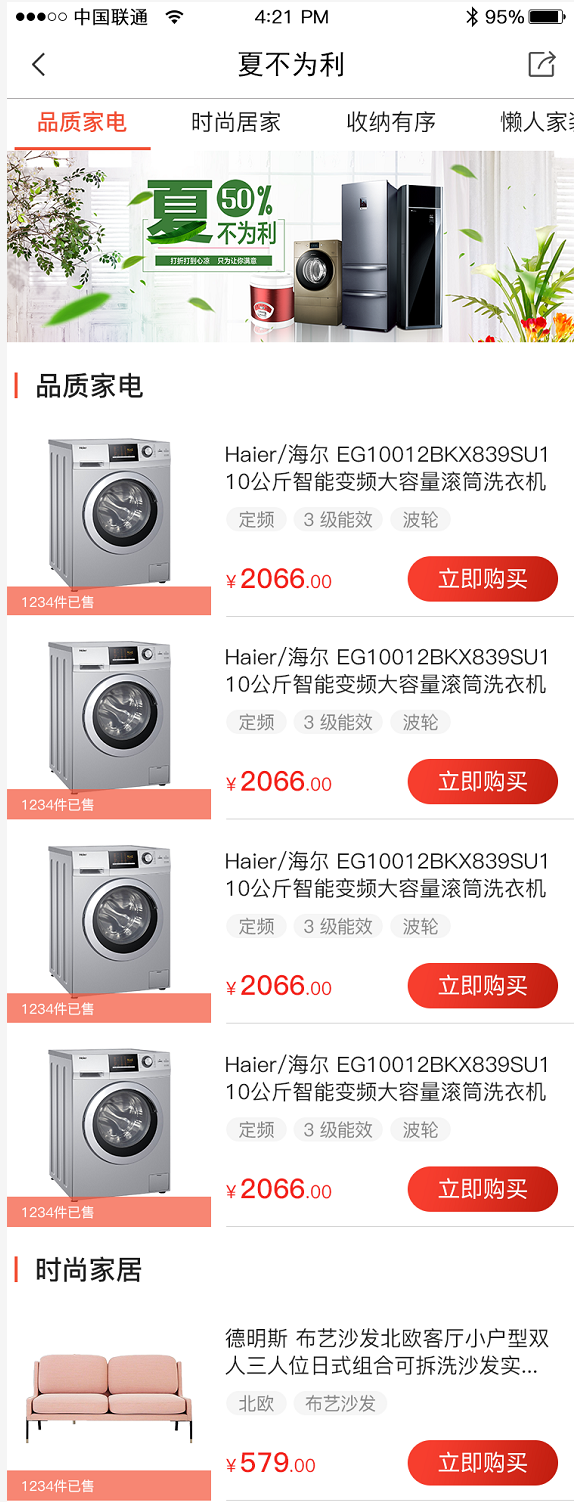 中国联通 4:21 PM 95%
夏不为利
品质家电 时尚居家 收纳有序 懒人家装
夏 50%
不为利
打折打到心凉 只为让你满意
品质家电
Haier/海尔 EG10012BKX839SU1
10公斤智能变频大容量滚筒洗衣机
定频 3 级能效 波轮
¥2066.00 立即购买
1234件已售
Haier/海尔 EG10012BKX839SU1
10公斤智能变频大容量滚筒洗衣机
定频 3 级能效 波轮
¥2066.00 立即购买
1234件已售
Haier/海尔 EG10012BKX839SU1
10公斤智能变频大容量滚筒洗衣机
定频 3 级能效 波轮
¥2066.00 立即购买
1234件已售
Haier/海尔 EG10012BKX839SU1
10公斤智能变频大容量滚筒洗衣机
定频 3 级能效 波轮
¥2066.00 立即购买
1234件已售
时尚家居
德明斯 布艺沙发北欧客厅小户型双
人三人位日式组合可拆洗沙发实...
北欧 布艺沙发
¥579.00 立即购买
1234件已售